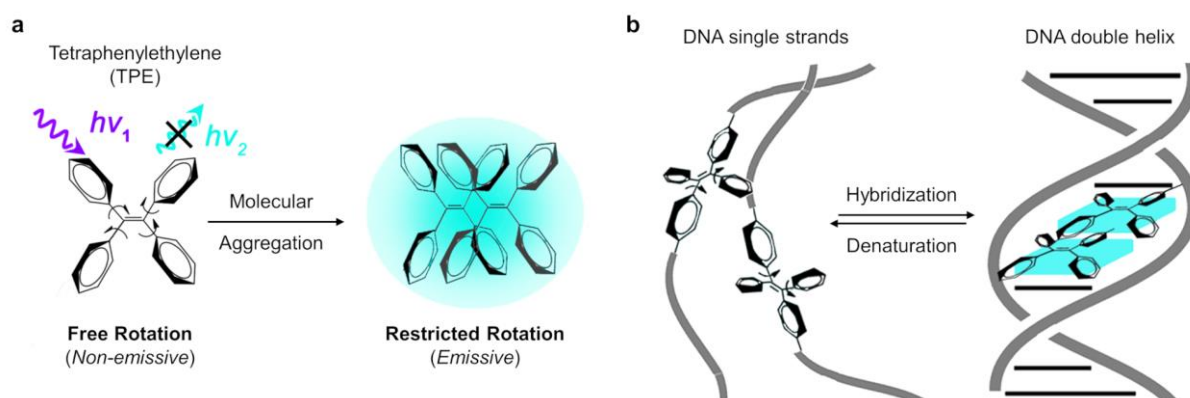 a
Tetraphenylethylene
(TPE)
hv₁
hv₂
Molecular
Aggregation
Free Rotation
(Non-emissive)
Restricted Rotation
(Emissive)
b
DNA single strands
DNA double helix
Hybridization
Denaturation